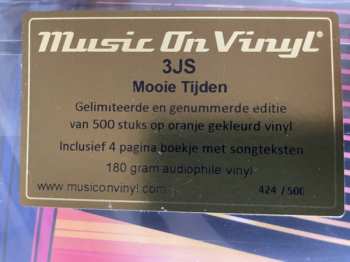 Music On Vinyl®
3JS
Mooie Tijden
Gelimiteerde en genummerde editie
van 500 stuks op oranje gekleurd vinyl
Inclusief 4 pagina boekje met songteksten
180 gram audiophile vinyl
www.musiconvinyl.com 424 / 500